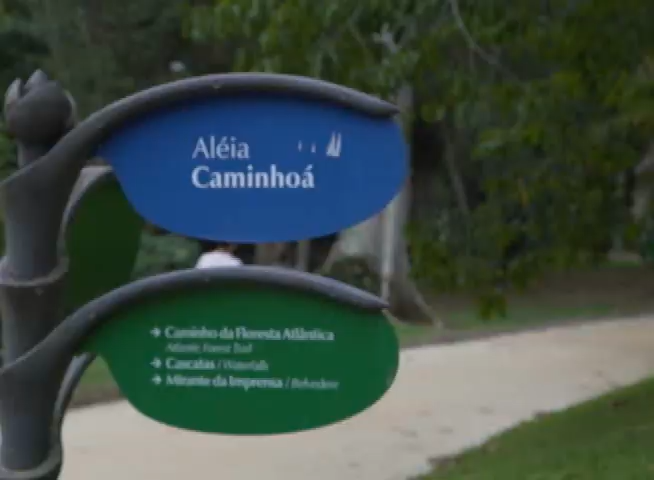 Aléia
Caminhoá
→ Caminho da Floresta Atlântica
Atlantic Forest Trail
→ Cascatas / Waterfalls
→ Mirante da Imprensa / Belvedere